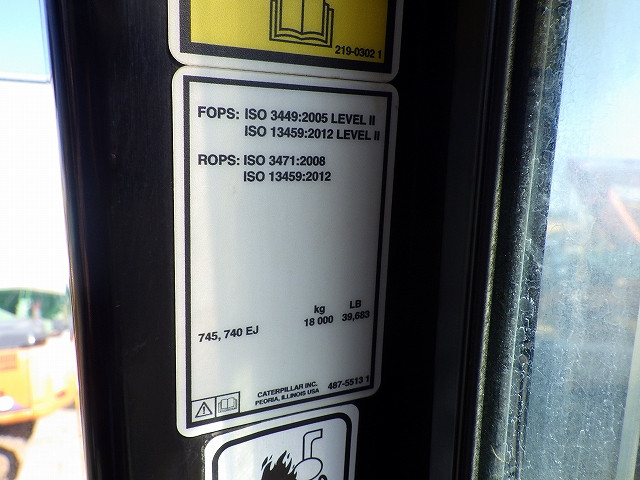 219-0302 1
FOPS: ISO 3449:2005 LEVEL II
ISO 13459:2012 LEVEL II
ROPS: ISO 3471:2008
ISO 13459:2012
kg LB
745, 740 EJ 18 000 39,683
CATERPILLAR INC.
PEORIA, ILLINOIS USA 487-5513 1